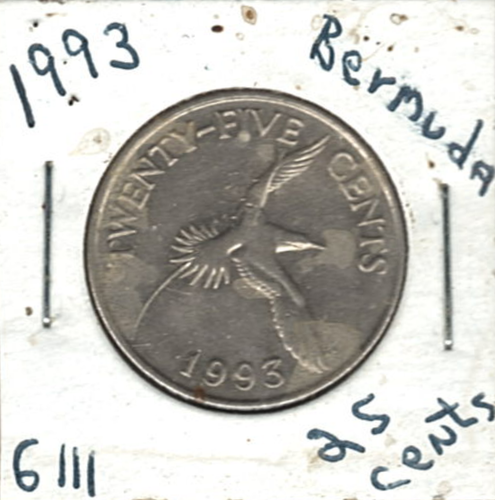 1993
Bermuda
TWENTY-FIVE CENTS
1993
6111
25
cents